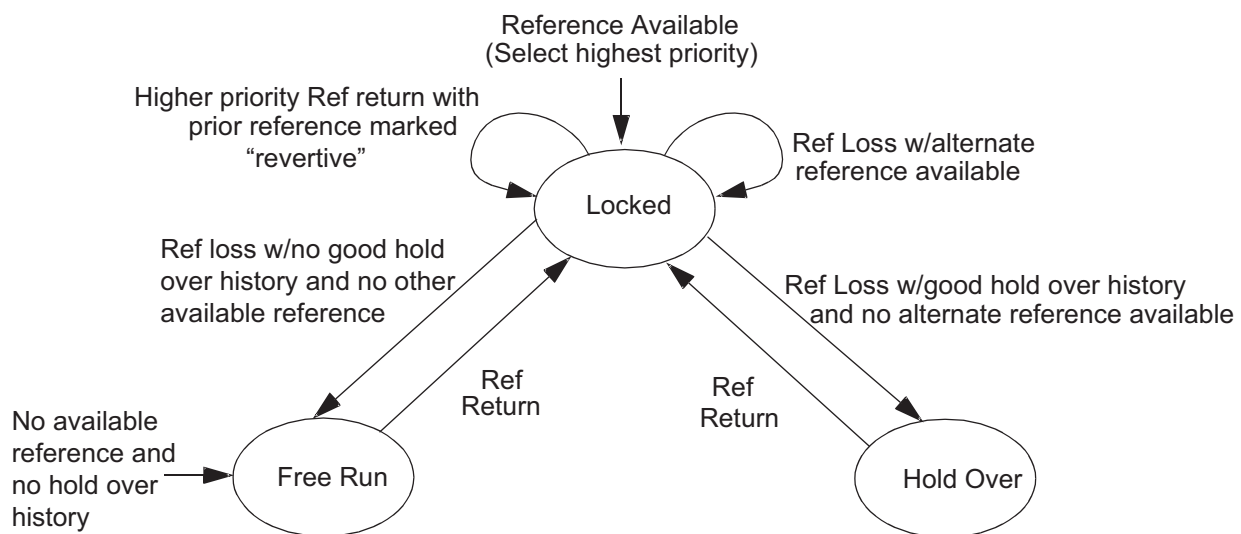 Reference Available
(Select highest priority)
Higher priority Ref return with
prior reference marked
“revertive”
Ref Loss w/alternate
reference available
Locked
Ref loss w/no good hold
over history and no other
available reference
Ref Loss w/good hold over history
and no alternate reference available
Ref
Return
Ref
Return
No available
reference and
no hold over
history
Free Run
Hold Over